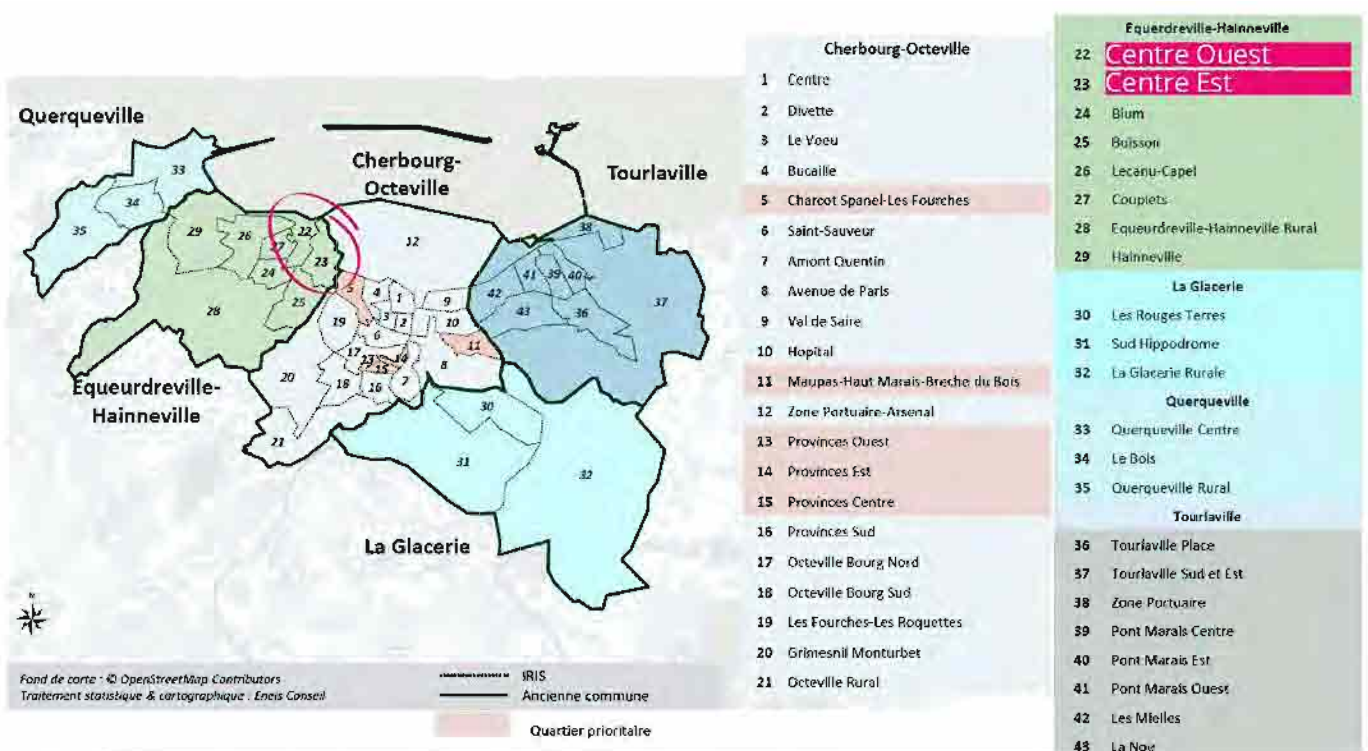 Querqueville
Cherbourg-
Octeville
Tourlaville
Equeurdreville-
Hainneville
La Glacerie
33
34
35
29
26
22
27
23
24
25
28
12
5
4
1
3
2
9
10
11
19
6
17
14
15
18
16
7
8
20
21
38
41
39
40
42
43
36
37
30
31
32
N
Fond de carte : © OpenStreetMap Contributors
Traitement statistique & cartographique : Eneis Conseil
IRIS
Ancienne commune
Quartier prioritaire
Cherbourg-Octeville
1 Centre
2 Divette
3 Le Voeu
4 Bucaille
5 Charcot Spanel-Les Fourches
6 Saint-Sauveur
7 Amont Quentin
8 Avenue de Paris
9 Val de Saire
10 Hopital
11 Maupas-Haut Marais-Breche du Bois
12 Zone Portuaire-Arsenal
13 Provinces Ouest
14 Provinces Est
15 Provinces Centre
16 Provinces Sud
17 Octeville Bourg Nord
18 Octeville Bourg Sud
19 Les Fourches-Les Roquettes
20 Grimesnil Monturbet
21 Octeville Rural
Equerdreville-Hainneville
22 Centre Ouest
23 Centre Est
24 Blum
25 Buisson
26 Lecanu-Capel
27 Couplets
28 Equeurdreville-Hainneville Rural
29 Hainneville
La Glacerie
30 Les Rouges Terres
31 Sud Hippodrome
32 La Glacerie Rurale
Querqueville
33 Querqueville Centre
34 Le Bois
35 Querqueville Rural
Tourlaville
36 Tourlaville Place
37 Tourlaville Sud et Est
38 Zone Portuaire
39 Pont Marais Centre
40 Pont Marais Est
41 Pont Marais Ouest
42 Les Mielles
43 La Noe